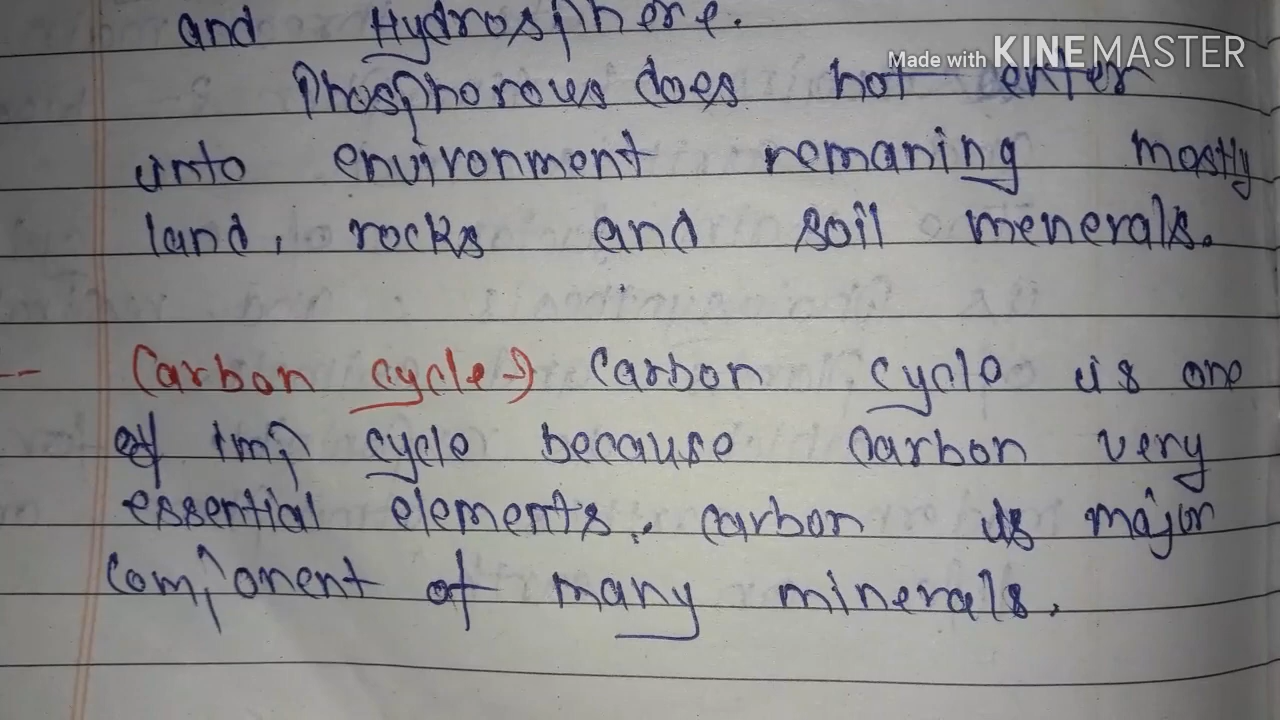 and Hydrosphere.
Made with KINEMASTER
Phosphorous does not enter
into environment remaning mostly
land, rocks and soil menerals.
Carbon cycle → Carbon cycle is one
of imp cycle because carbon very
essential elements. carbon is major
component of many minerals.